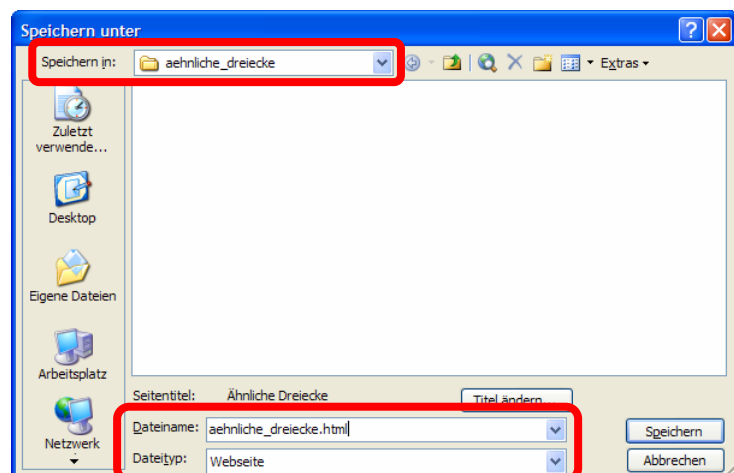 Speichern unter
Speichern in: aehnliche_dreiecke Extras
Zuletzt
verwende...
Desktop
Eigene Dateien
Arbeitsplatz
Netzwerk
Seitentitel: Ähnliche Dreiecke Titel ändern...
Dateiname: aehnliche_dreiecke.html Speichern
Dateityp: Webseite Abbrechen